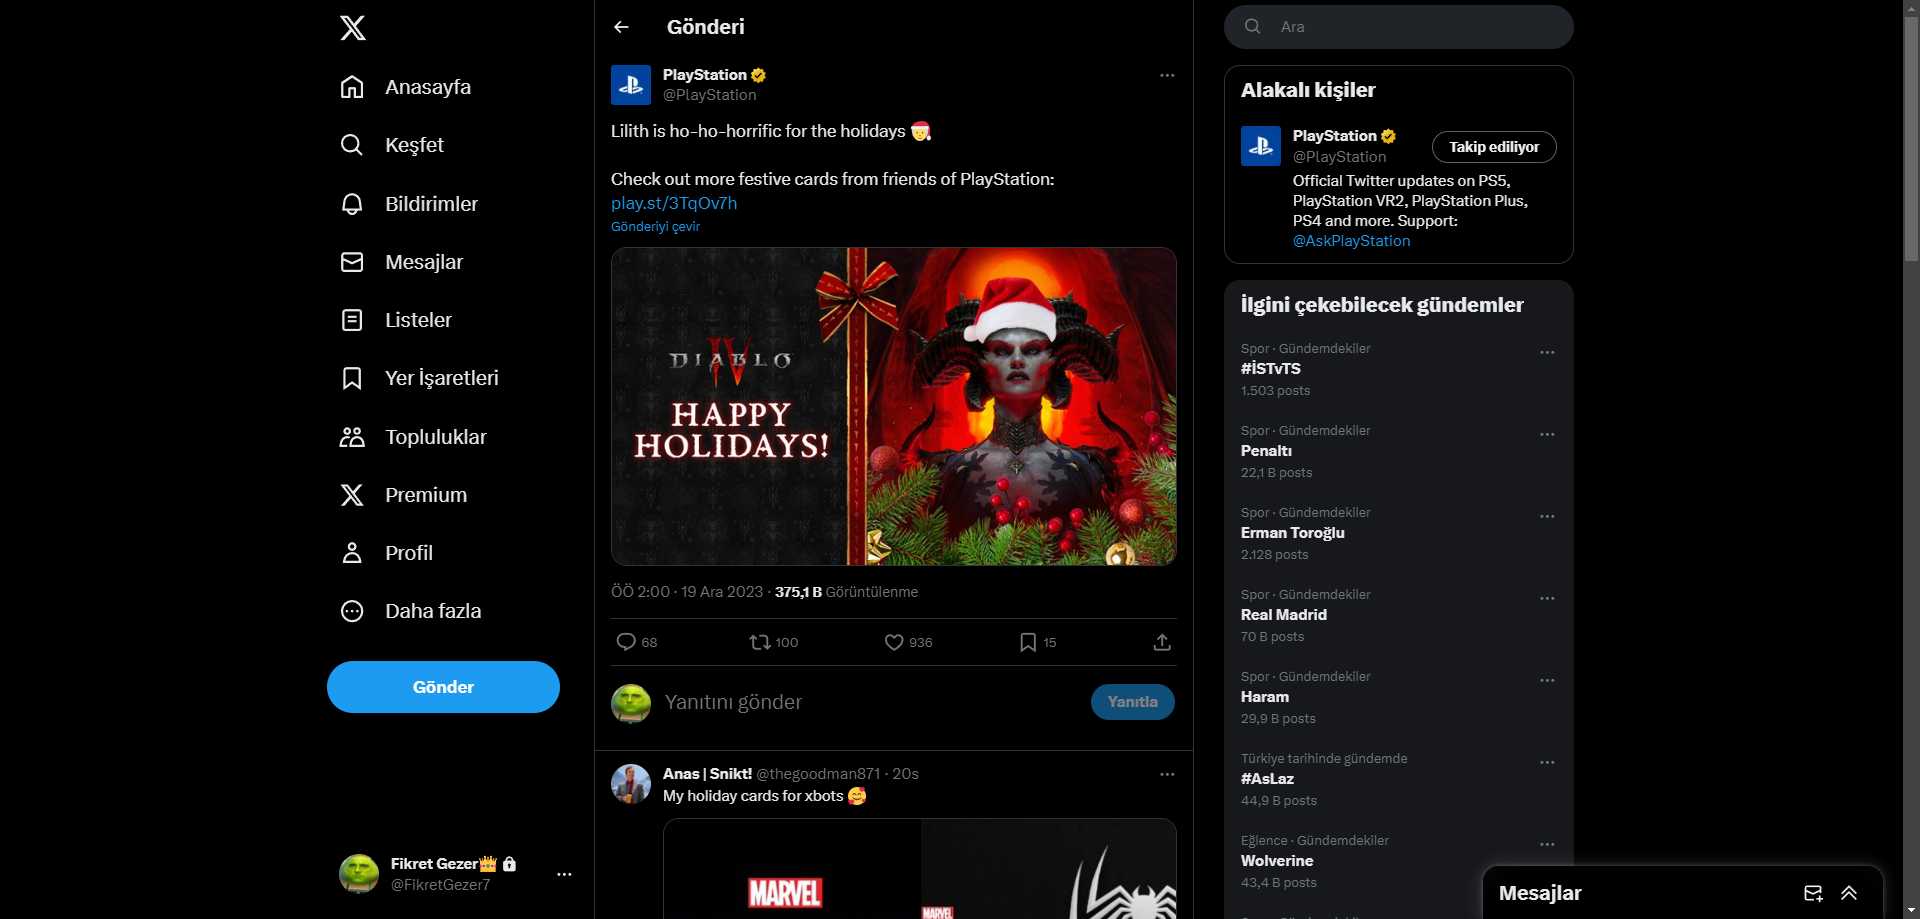 Anasayfa
Keşfet
Bildirimler
Mesajlar
Listeler
Yer İşaretleri
Topluluklar
Premium
Profil
Daha fazla
Gönder
Fikret Gezer
@FikretGezer7
Gönderi
PlayStation
@PlayStation
Lilith is ho-ho-horrific for the holidays
Check out more festive cards from friends of PlayStation:
play.st/3TqOv7h
Gönderiyi çevir
DIABLO
IV
HAPPY
HOLIDAYS!
ÖÖ 2:00 · 19 Ara 2023 · 375,1 B Görüntülenme
68 100 936 15
Yanıtını gönder
Yanıtla
Anas | Snikt! @thegoodman871 · 20s
My holiday cards for xbots
MARVEL
MARVEL
Ara
Alakalı kişiler
PlayStation
@PlayStation
Takip ediliyor
Official Twitter updates on PS5,
PlayStation VR2, PlayStation Plus,
PS4 and more. Support:
@AskPlayStation
İlgini çekebilecek gündemler
Spor · Gündemdekiler
#İSTvTS
1.503 posts
Spor · Gündemdekiler
Penaltı
22,1 B posts
Spor · Gündemdekiler
Erman Toroğlu
2.128 posts
Spor · Gündemdekiler
Real Madrid
70 B posts
Spor · Gündemdekiler
Haram
29,9 B posts
Türkiye tarihinde gündemde
#AsLaz
44,9 B posts
Eğlence · Gündemdekiler
Wolverine
43,4 B posts
Mesajlar